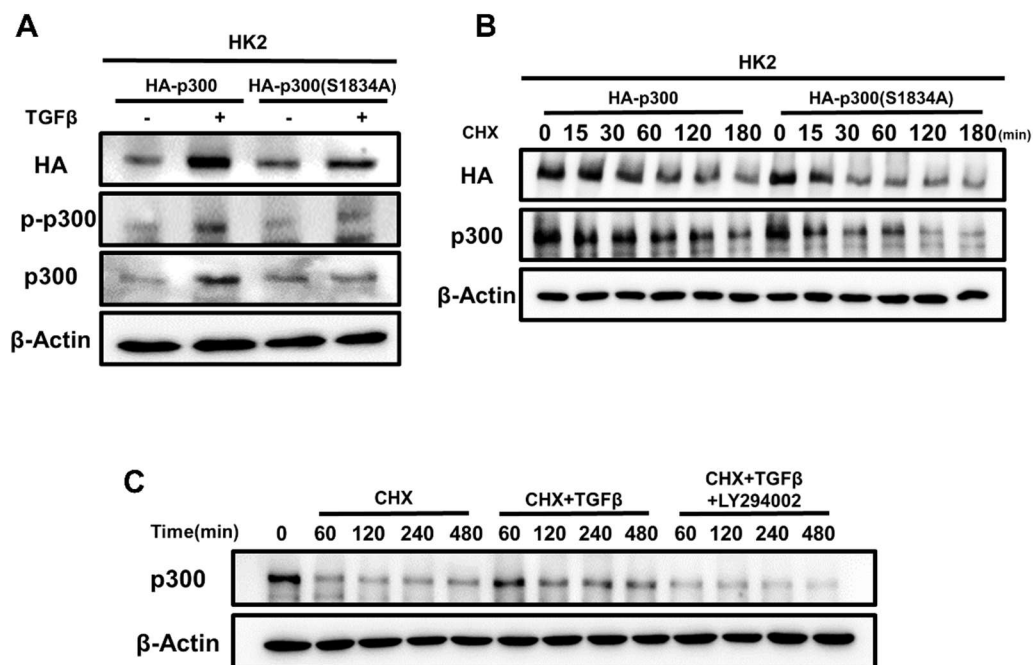 A
HK2
HA-p300 HA-p300(S1834A)
TGFβ - + - +
HA
p-p300
p300
β-Actin
B
HK2
HA-p300 HA-p300(S1834A)
CHX 0 15 30 60 120 180 0 15 30 60 120 180 (min)
HA
p300
β-Actin
C
CHX CHX+TGFβ CHX+TGFβ
+LY294002
Time(min) 0 60 120 240 480 60 120 240 480 60 120 240 480
p300
β-Actin